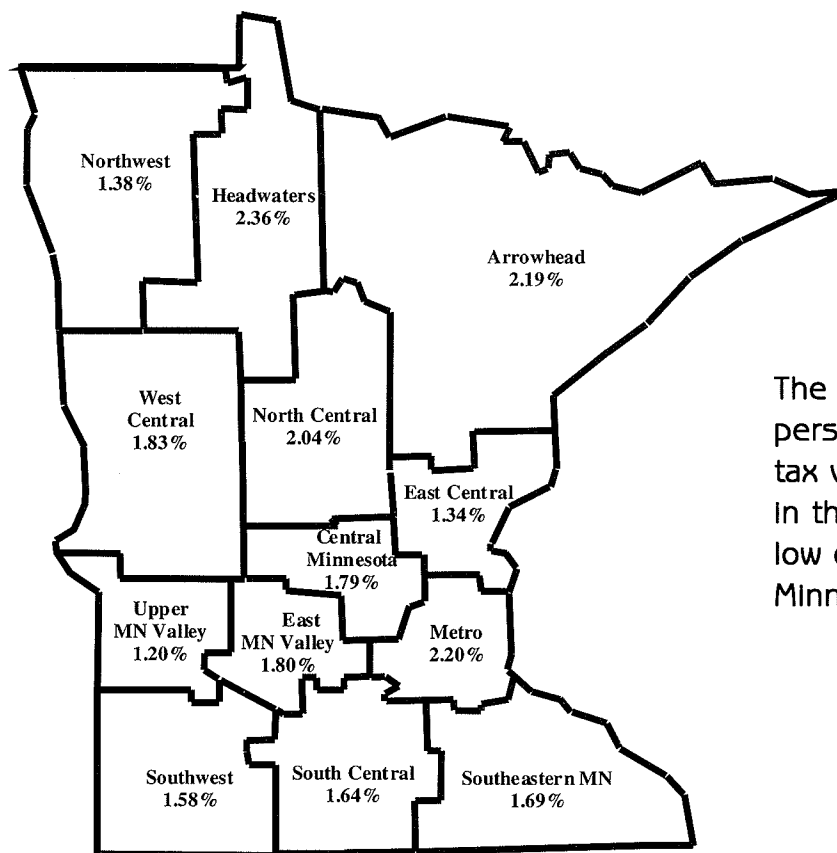 Northwest
1.38%
Headwaters
2.36%
Arrowhead
2.19%
West
Central
1.83%
North Central
2.04%
East Central
1.34%
Central
Minnesota
1.79%
Upper
MN Valley
1.20%
East
MN Valley
1.80%
Metro
2.20%
Southwest
1.58%
South Central
1.64%
Southeastern MN
1.69%
The
pers
tax v
in th
low o
Minn